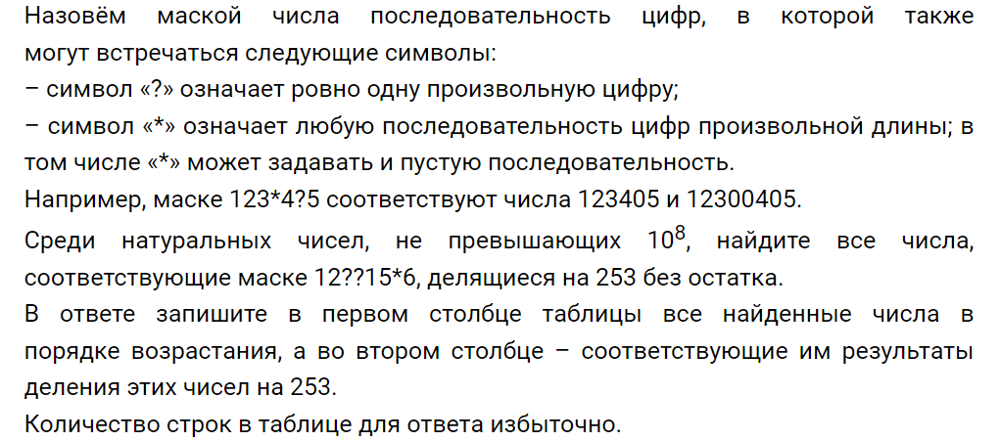 Назовём маской числа последовательность цифр, в которой также
могут встречаться следующие символы:
– символ «?» означает ровно одну произвольную цифру;
– символ «*» означает любую последовательность цифр произвольной длины; в
том числе «*» может задавать и пустую последовательность.
Например, маске 123*4?5 соответствуют числа 123405 и 12300405.
Среди натуральных чисел, не превышающих 10⁸, найдите все числа,
соответствующие маске 12??15*6, делящиеся на 253 без остатка.
В ответе запишите в первом столбце таблицы все найденные числа в
порядке возрастания, а во втором столбце – соответствующие им результаты
деления этих чисел на 253.
Количество строк в таблице для ответа избыточно.